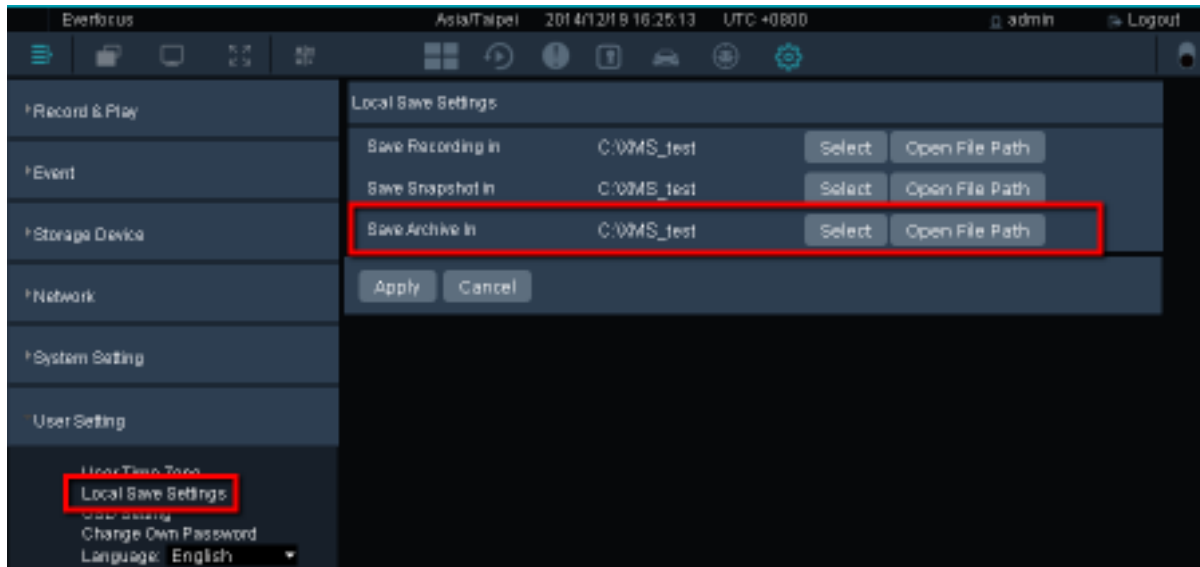 Everfocus Asia/Taipei 2014/12/19 16:25:13 UTC +0800 admin Logout
Record & Play
Event
Storage Device
Network
System Setting
User Setting
User Time Zone
Local Save Settings
Change Own Password
Language: English
Local Save Settings
Save Recording in C:\XMS_test Select Open File Path
Save Snapshot in C:\XMS_test Select Open File Path
Save Archive In C:\XMS_test Select Open File Path
Apply Cancel